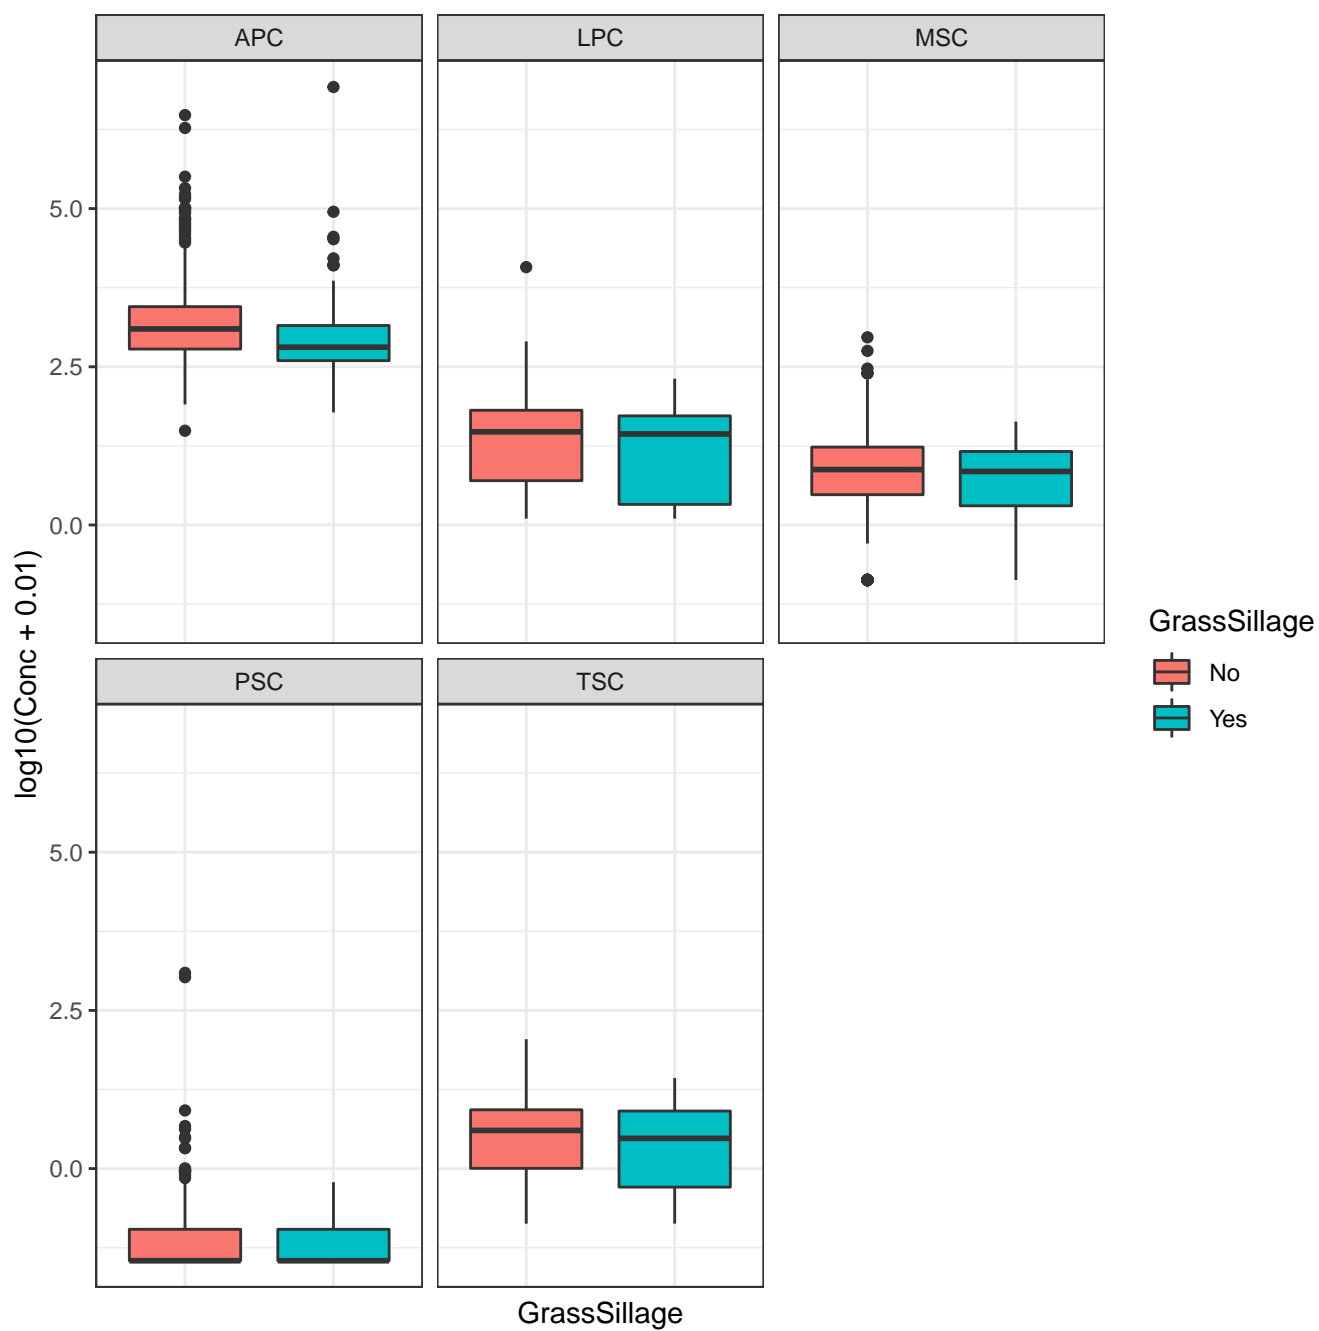 APC
LPC
MSC
5.0
2.5
0.0
PSC
TSC
5.0
2.5
0.0
log10(Conc + 0.01)
GrassSillage
GrassSillage
No
Yes